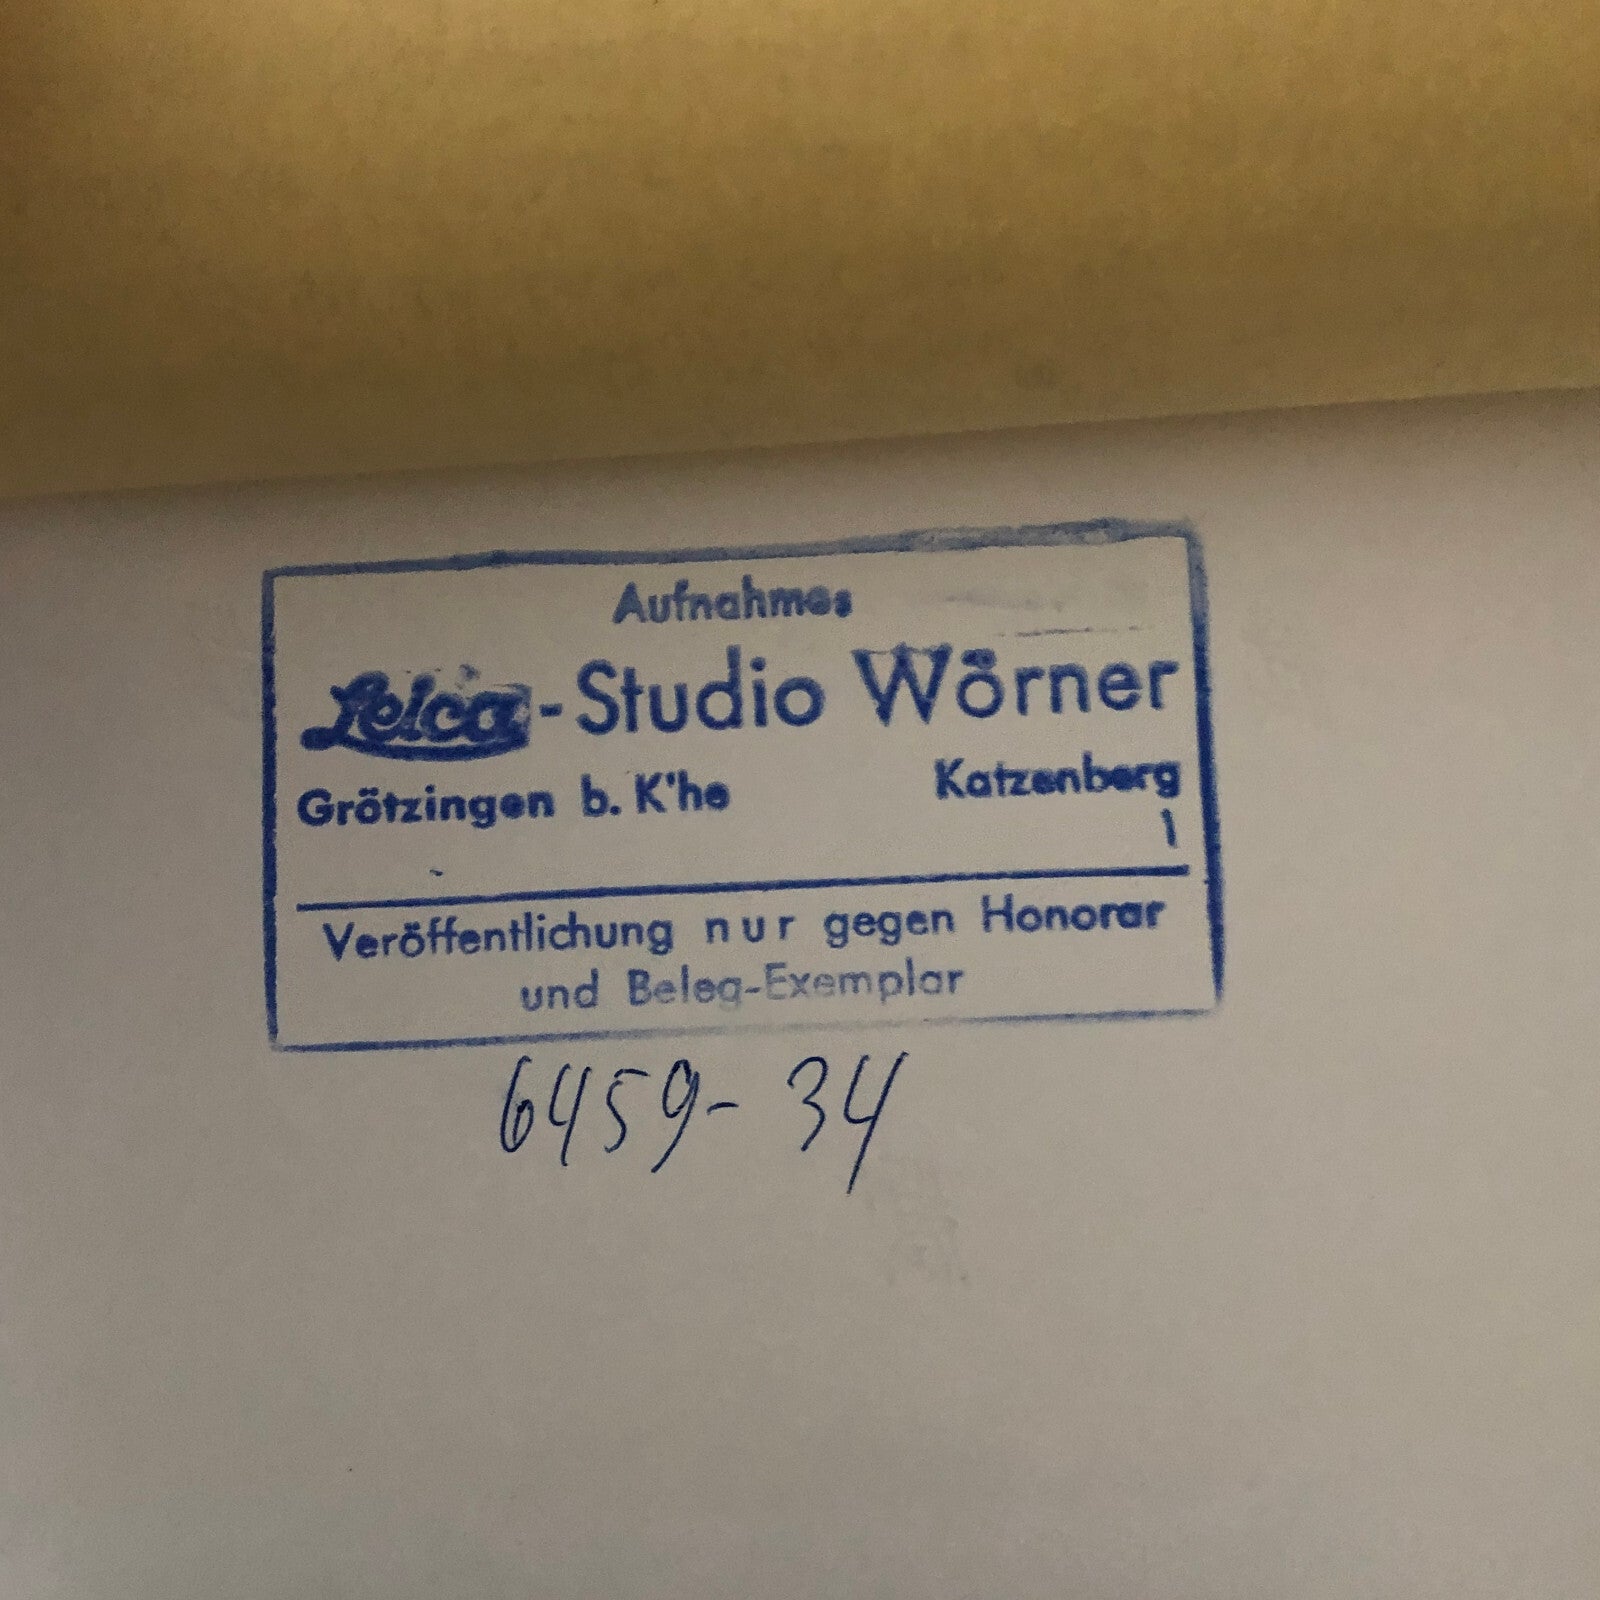 Aufnahme:
Leica-Studio Wörner
Grötzingen b. K'he Katzenberg
1
Veröffentlichung nur gegen Honorar
und Beleg-Exemplar
6459-34